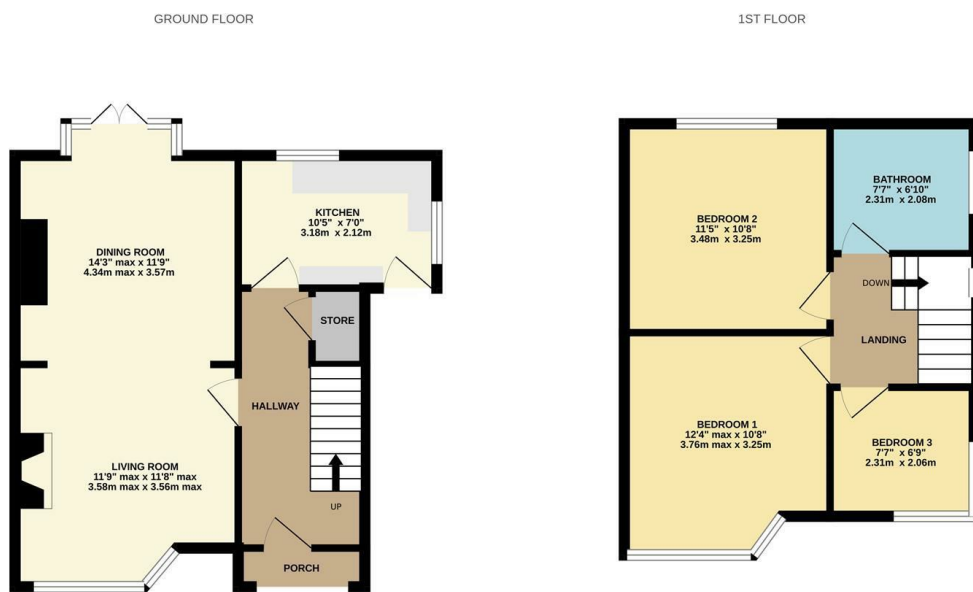 GROUND FLOOR
1ST FLOOR
DINING ROOM
14'3" max x 11'9"
4.34m max x 3.57m
KITCHEN
10'5" x 7'0"
3.18m x 2.12m
STORE
HALLWAY
LIVING ROOM
11'9" max x 11'8" max
3.58m max x 3.56m max
UP
PORCH
BEDROOM 2
11'5" x 10'8"
3.48m x 3.25m
BATHROOM
7'7" x 6'10"
2.31m x 2.08m
DOWN
LANDING
BEDROOM 1
12'4" max x 10'8"
3.76m max x 3.25m
BEDROOM 3
7'7" x 6'9"
2.31m x 2.06m